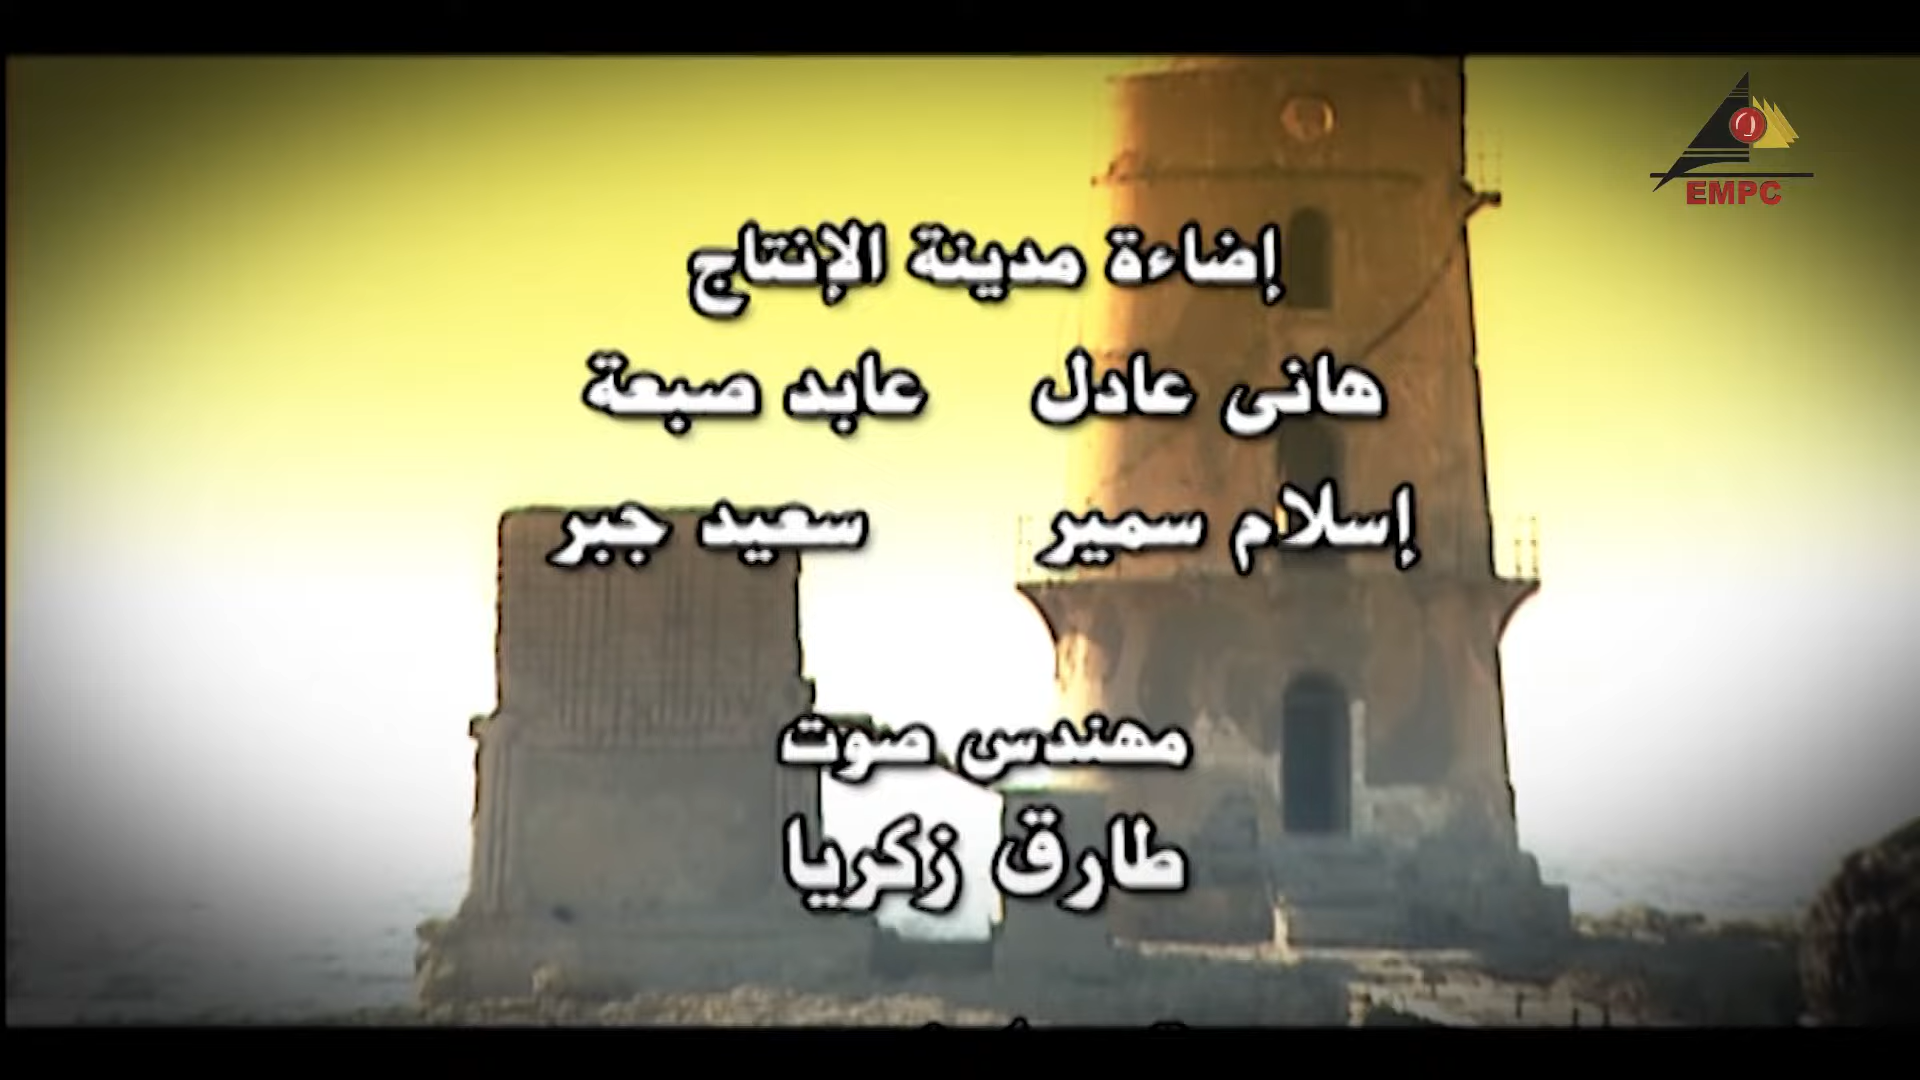 EMPC
إضاءة مدينة الإنتاج
هانى عادل عابد صبعة
إسلام سمير سعيد جبر
مهندس صوت
طارق زكريا